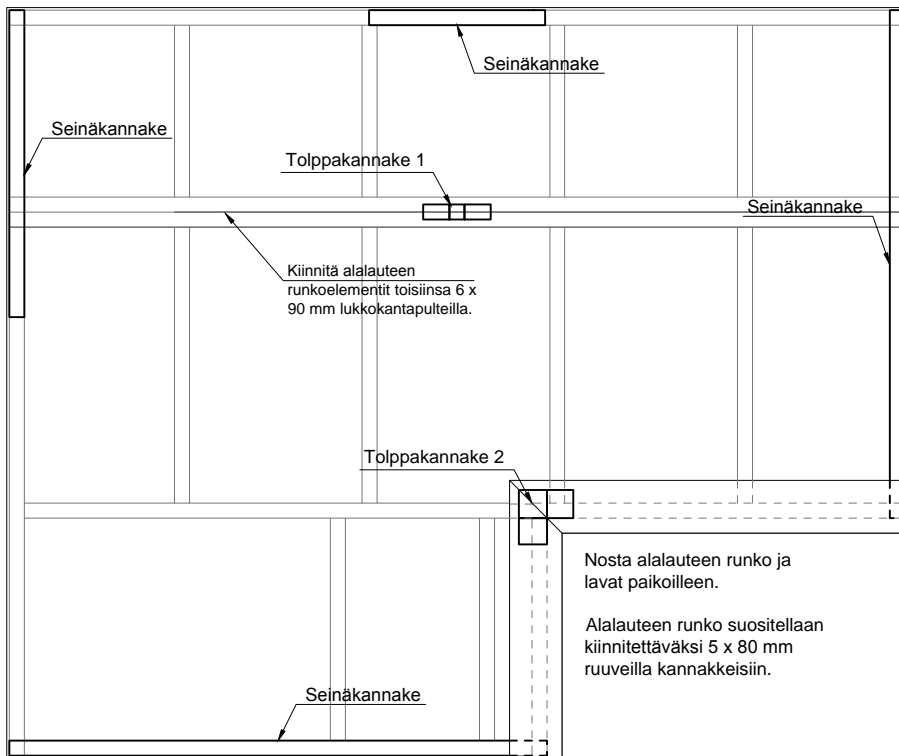 Seinäkannake
Seinäkannake
Tolppakannake 1
Seinäkannake
Kiinnitä alalauteen
runkoelementit toisiinsa 6 x
90 mm lukkokantapulteilla.
Tolppakannake 2
Nosta alalauteen runko ja
lavat paikoilleen.
Alalauteen runko suositellaan
kiinnitettäväksi 5 x 80 mm
ruuveilla kannakkeisiin.
Seinäkannake